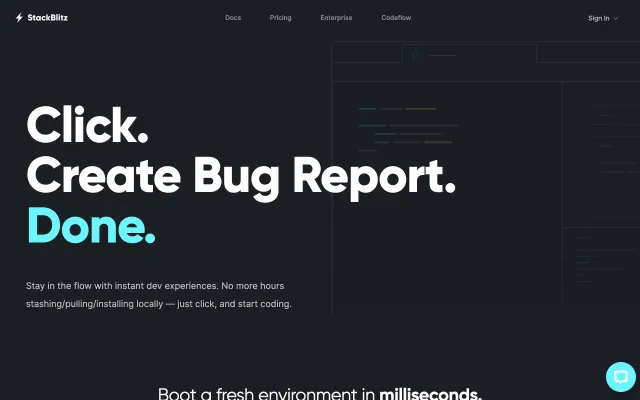 StackBlitz
Docs
Pricing
Enterprise
Codeflow
Sign In
Click.
Create Bug Report.
Done.
Stay in the flow with instant dev experiences. No more hours
stashing/pulling/installing locally — just click, and start coding.
Boot a fresh environment in milliseconds.